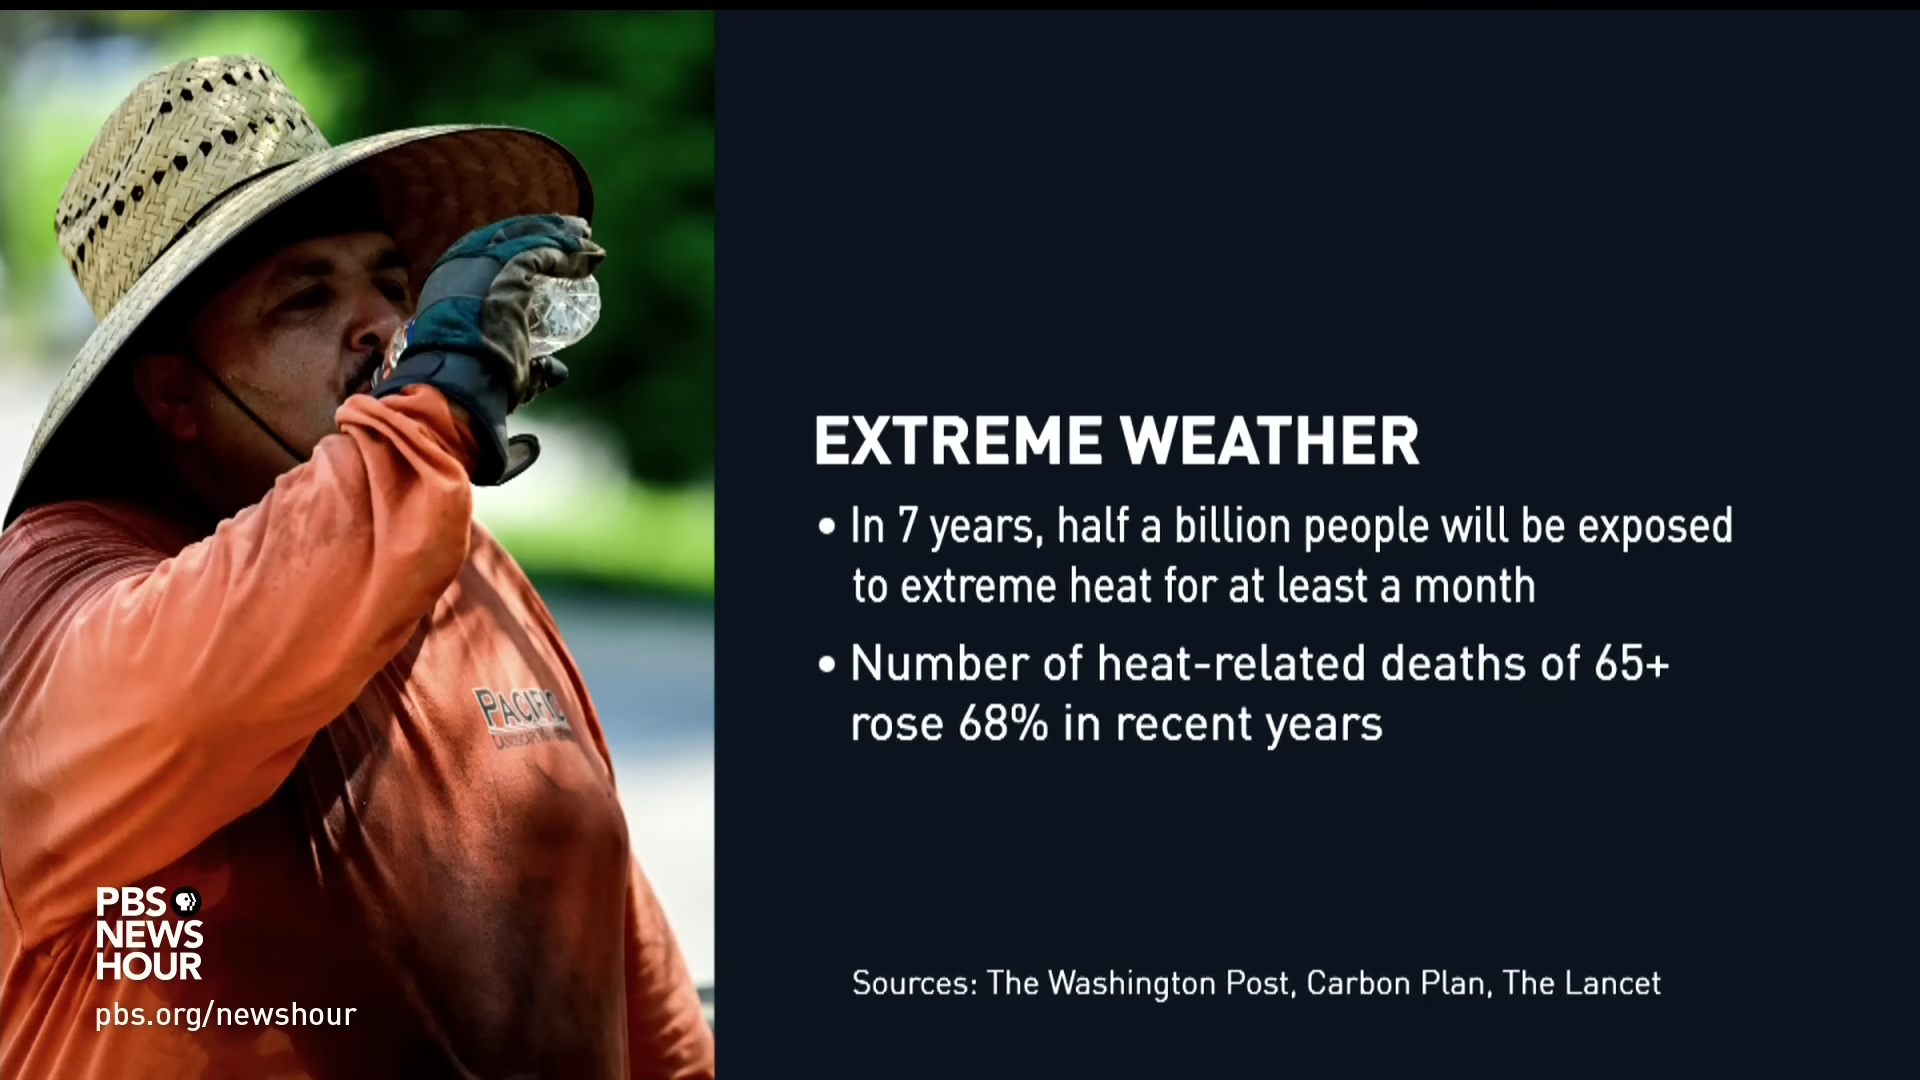 EXTREME WEATHER
• In 7 years, half a billion people will be exposed
to extreme heat for at least a month
• Number of heat-related deaths of 65+
rose 68% in recent years
PACIFIC
PBS
NEWS
HOUR
pbs.org/newshour
Sources: The Washington Post, Carbon Plan, The Lancet